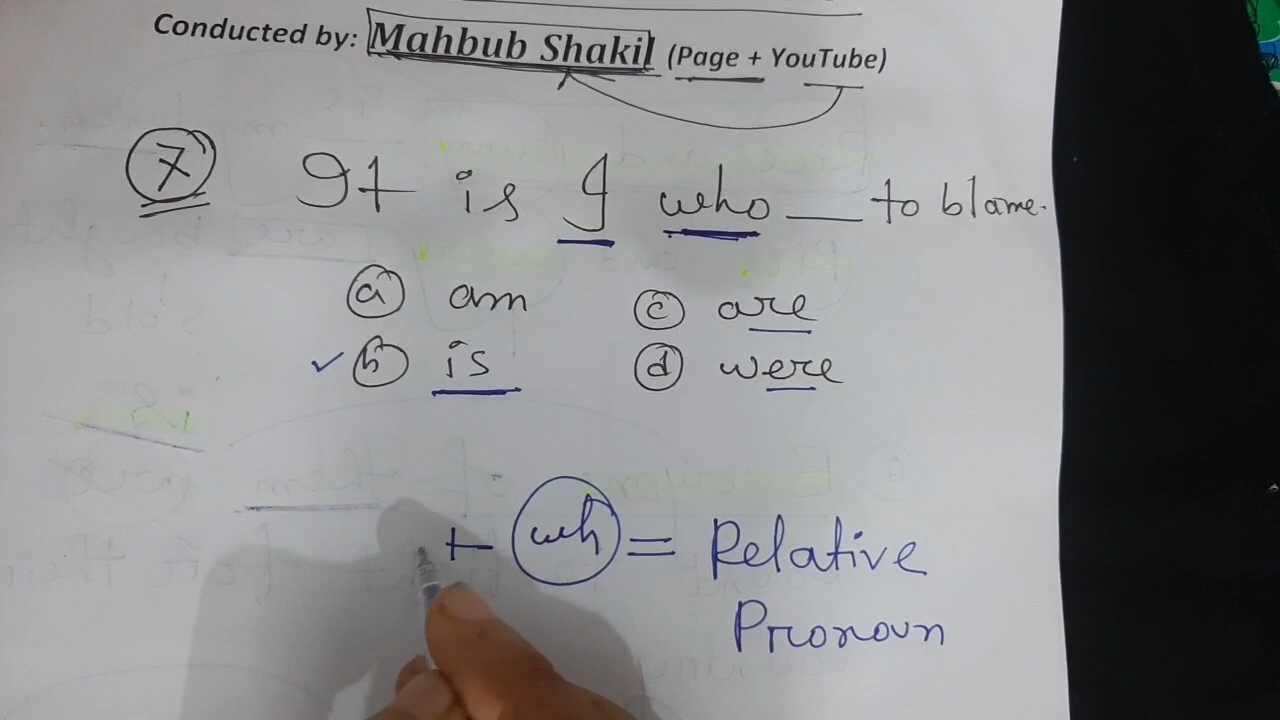 Conducted by: Mahbub Shakil (Page + YouTube)
7 It is I who __ to blame.
a am c are
✓ b is d were
+ wh = Relative
Pronoun